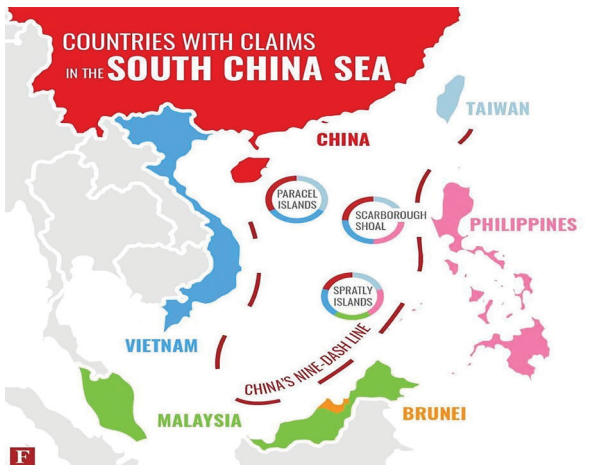 COUNTRIES WITH CLAIMS
IN THE SOUTH CHINA SEA
TAIWAN
CHINA
PARACEL
ISLANDS
SCARBOROUGH
SHOAL
PHILIPPINES
SPRATLY
ISLANDS
VIETNAM
CHINA'S NINE-DASH LINE
MALAYSIA
BRUNEI
F